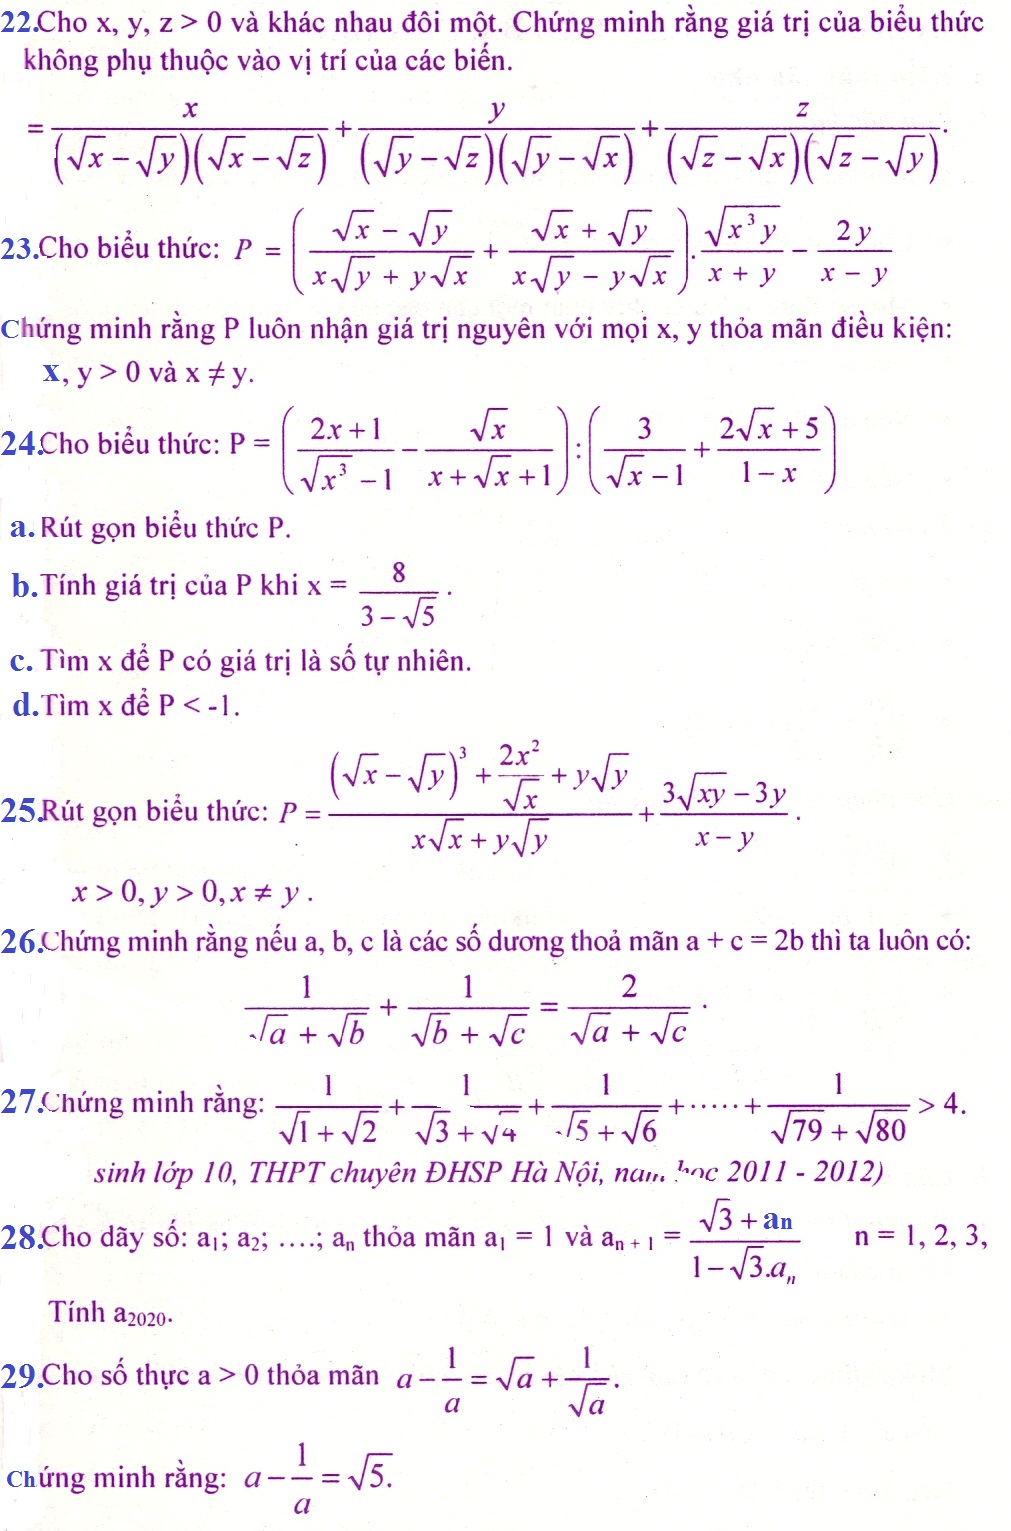 22.Cho x, y, z > 0 và khác nhau đôi một. Chứng minh rằng giá trị của biểu thức
không phụ thuộc vào vị trí của các biến.
= x/((√x − √y)(√x − √z)) + y/((√y − √z)(√y − √x)) + z/((√z − √x)(√z − √y)).
23.Cho biểu thức: P = ((√x − √y)/(x√y + y√x) + (√x + √y)/(x√y − y√x)).√(x³y)/(x + y) − 2y/(x − y)
Chứng minh rằng P luôn nhận giá trị nguyên với mọi x, y thỏa mãn điều kiện:
x, y > 0 và x ≠ y.
24.Cho biểu thức: P = ((2x + 1)/(√x³ − 1) − √x/(x + √x + 1)) : (3/(√x − 1) + (2√x + 5)/(1 − x))
a. Rút gọn biểu thức P.
b.Tính giá trị của P khi x = 8/(3 − √5) .
c. Tìm x để P có giá trị là số tự nhiên.
d.Tìm x để P < -1.
25.Rút gọn biểu thức: P = ((√x − √y)³ + 2x²/√x + y√y)/(x√x + y√y) + (3√xy − 3y)/(x − y) .
x > 0, y > 0, x ≠ y .
26.Chứng minh rằng nếu a, b, c là các số dương thoả mãn a + c = 2b thì ta luôn có:
1/(√a + √b) + 1/(√b + √c) = 2/(√a + √c) .
27.Chứng minh rằng: 1/(√1 + √2) + 1/(√3 + √4) + 1/(√5 + √6) + ..... + 1/(√79 + √80) > 4.
sinh lớp 10, THPT chuyên ĐHSP Hà Nội, 2011 - 2012)
28.Cho dãy số: a₁; a₂; ….; aₙ thỏa mãn a₁ = 1 và aₙ₊₁ = (√3 + an)/(1 − √3.aₙ) n = 1, 2, 3,
Tính a₂₀₂₀.
29.Cho số thực a > 0 thỏa mãn a − 1/a = √a + 1/√a.
Chứng minh rằng: a − 1/a = √5.